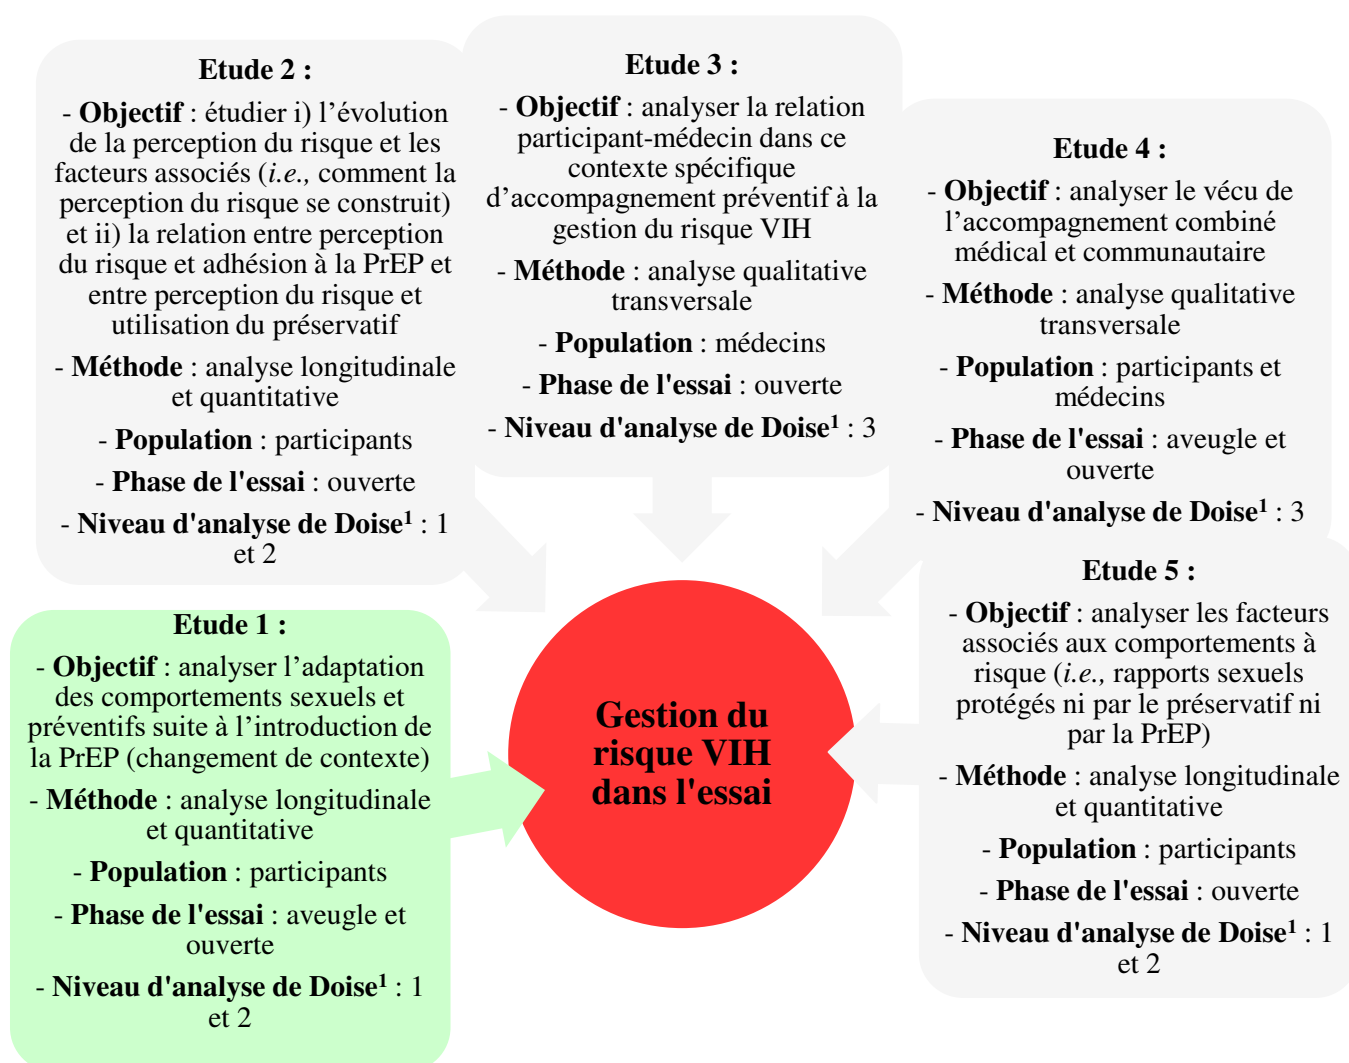 Etude 2 :
- Objectif : étudier i) l’évolution
de la perception du risque et les
facteurs associés (i.e., comment la
perception du risque se construit)
et ii) la relation entre perception
du risque et adhésion à la PrEP et
entre perception du risque et
utilisation du préservatif
- Méthode : analyse longitudinale
et quantitative
- Population : participants
- Phase de l'essai : ouverte
- Niveau d'analyse de Doise¹ : 1
et 2
Etude 3 :
- Objectif : analyser la relation
participant-médecin dans ce
contexte spécifique
d’accompagnement préventif à la
gestion du risque VIH
- Méthode : analyse qualitative
transversale
- Population : médecins
- Phase de l'essai : ouverte
- Niveau d'analyse de Doise¹ : 3
Etude 4 :
- Objectif : analyser le vécu de
l’accompagnement combiné
médical et communautaire
- Méthode : analyse qualitative
transversale
- Population : participants et
médecins
- Phase de l'essai : aveugle et
ouverte
- Niveau d'analyse de Doise¹ : 3
Etude 1 :
- Objectif : analyser l’adaptation
des comportements sexuels et
préventifs suite à l’introduction de
la PrEP (changement de contexte)
- Méthode : analyse longitudinale
et quantitative
- Population : participants
- Phase de l'essai : aveugle et
ouverte
- Niveau d'analyse de Doise¹ : 1
et 2
Gestion du
risque VIH
dans l'essai
Etude 5 :
- Objectif : analyser les facteurs
associés aux comportements à
risque (i.e., rapports sexuels
protégés ni par le préservatif ni
par la PrEP)
- Méthode : analyse longitudinale
et quantitative
- Population : participants
- Phase de l'essai : ouverte
- Niveau d'analyse de Doise¹ : 1
et 2